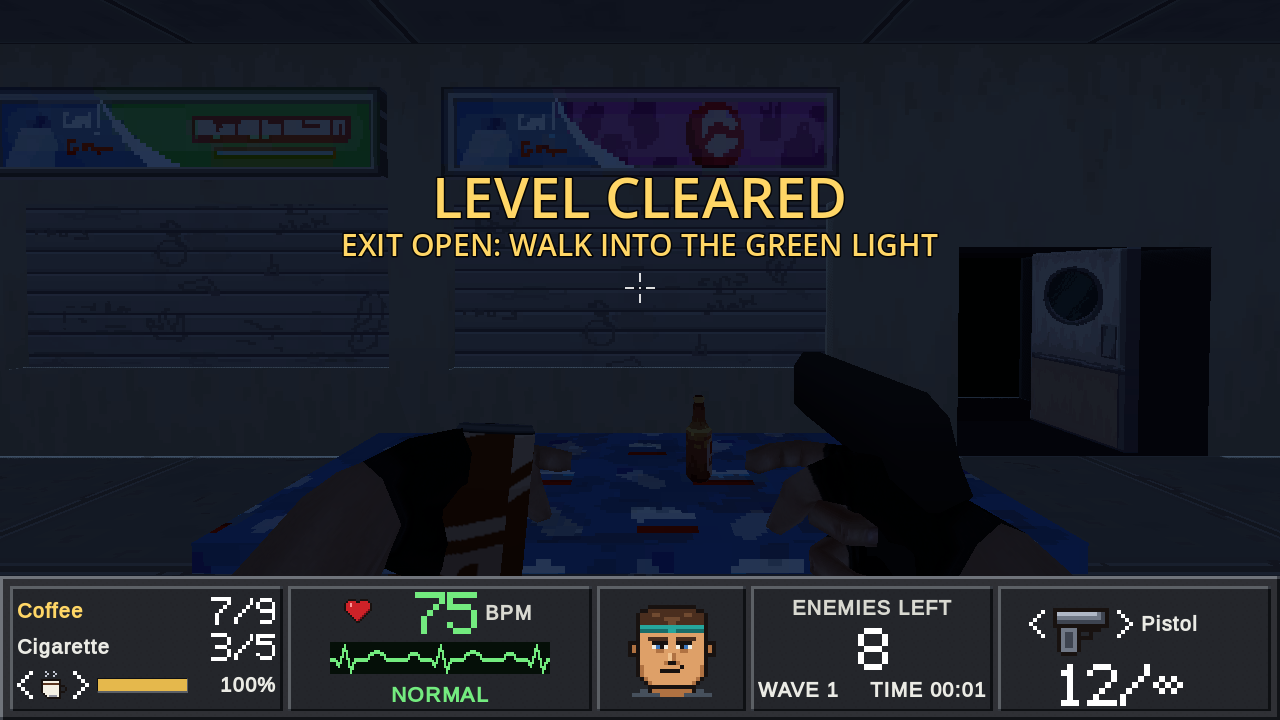 LEVEL CLEARED
EXIT OPEN: WALK INTO THE GREEN LIGHT
Coffee 7/9
Cigarette 3/5
100%
75 BPM
NORMAL
ENEMIES LEFT
8
WAVE 1 TIME 00:01
Pistol
12/∞